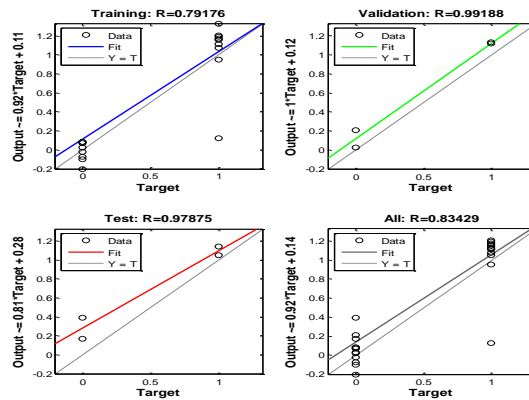 Training: R=0.79176
Output ~= 0.92*Target + 0.11
Data
Fit
Y = T
1.2
1
0.8
0.6
0.4
0.2
0
-0.2
0
0.5
1
Target
Validation: R=0.99188
Output ~= 1*Target + 0.12
Data
Fit
Y = T
1.2
1
0.8
0.6
0.4
0.2
0
-0.2
0
0.5
1
Target
Test: R=0.97875
Output ~= 0.81*Target + 0.28
Data
Fit
Y = T
1.2
1
0.8
0.6
0.4
0.2
0
-0.2
0
0.5
1
Target
All: R=0.83429
Output ~= 0.92*Target + 0.14
Data
Fit
Y = T
1.2
1
0.8
0.6
0.4
0.2
0
-0.2
0
0.5
1
Target